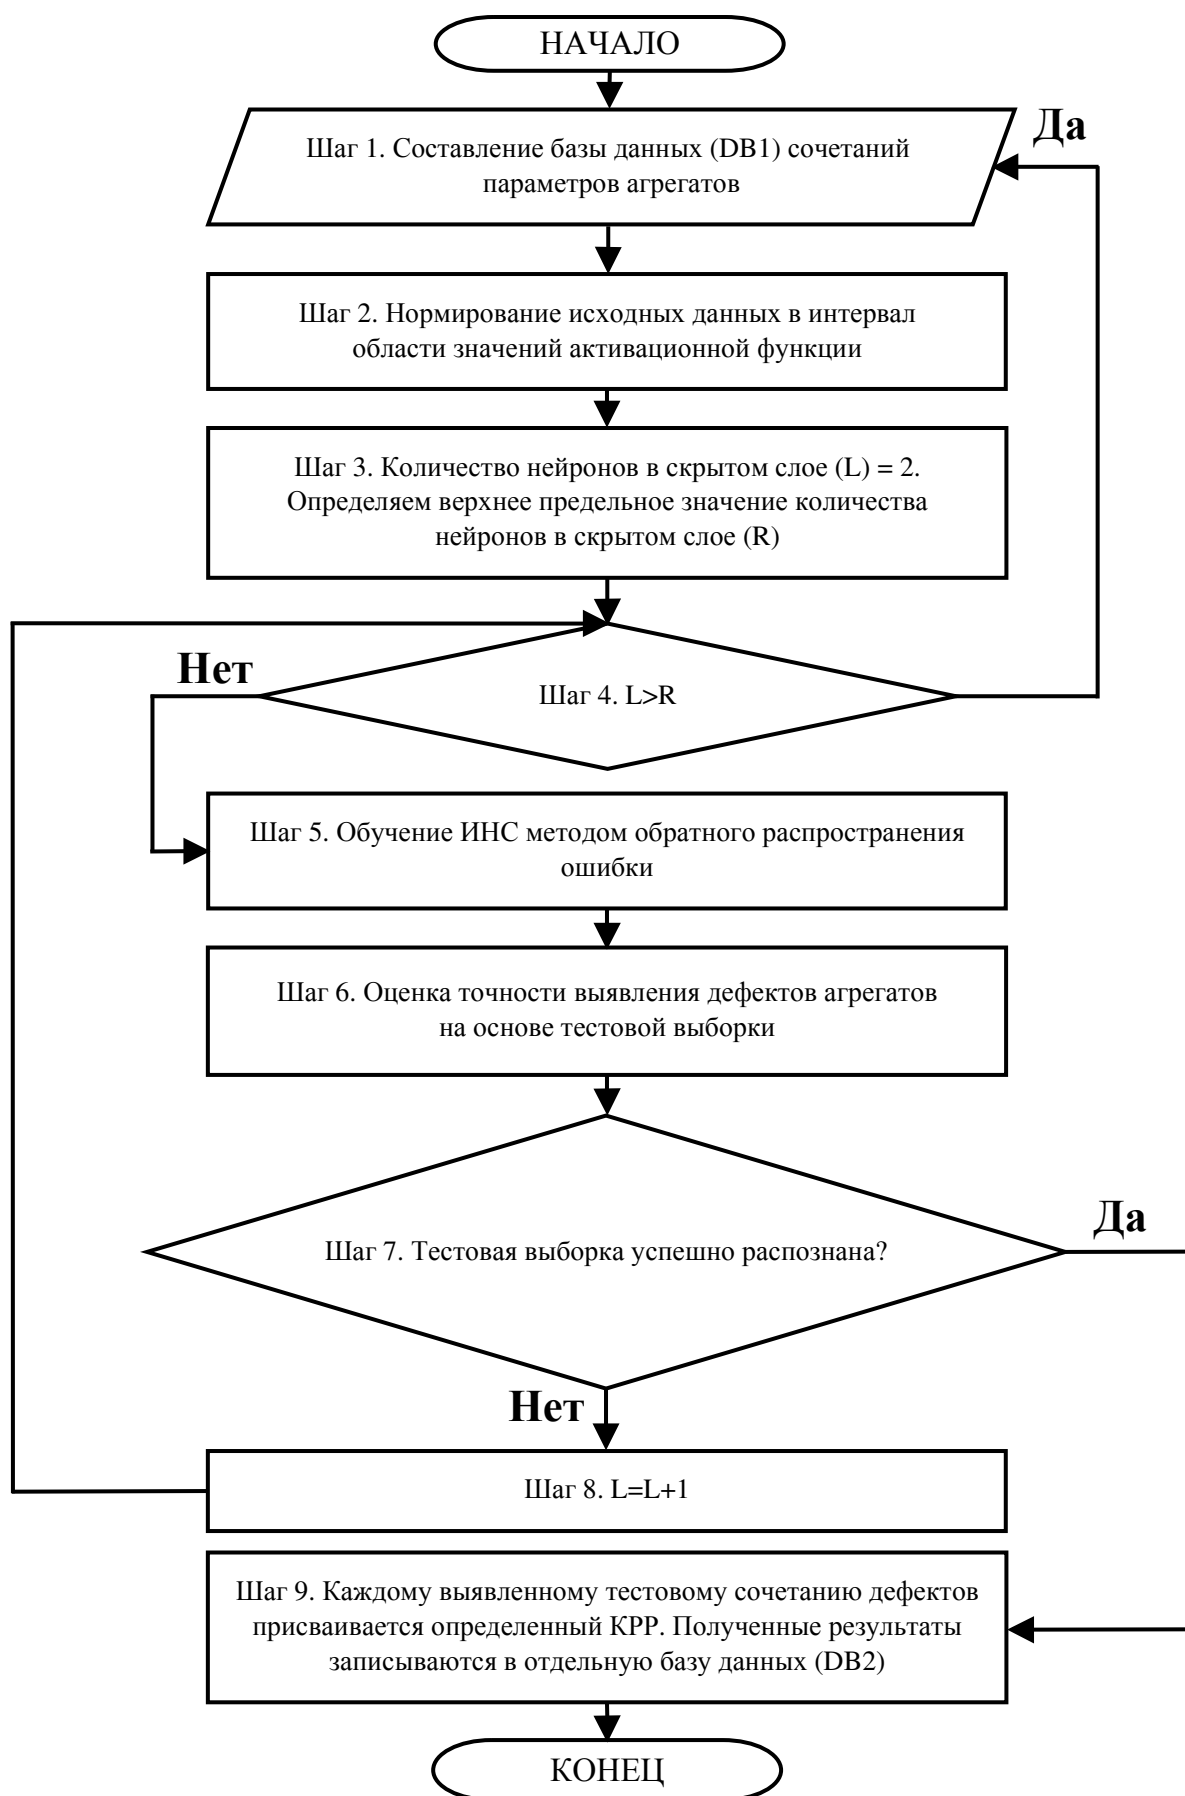 НАЧАЛО
Да
Шаг 1. Составление базы данных (DB1) сочетаний
параметров агрегатов
Шаг 2. Нормирование исходных данных в интервал
области значений активационной функции
Шаг 3. Количество нейронов в скрытом слое (L) = 2.
Определяем верхнее предельное значение количества
нейронов в скрытом слое (R)
Нет
Шаг 4. L>R
Шаг 5. Обучение ИНС методом обратного распространения
ошибки
Шаг 6. Оценка точности выявления дефектов агрегатов
на основе тестовой выборки
Да
Шаг 7. Тестовая выборка успешно распознана?
Нет
Шаг 8. L=L+1
Шаг 9. Каждому выявленному тестовому сочетанию дефектов
присваивается определенный КРР. Полученные результаты
записываются в отдельную базу данных (DB2)
КОНЕЦ